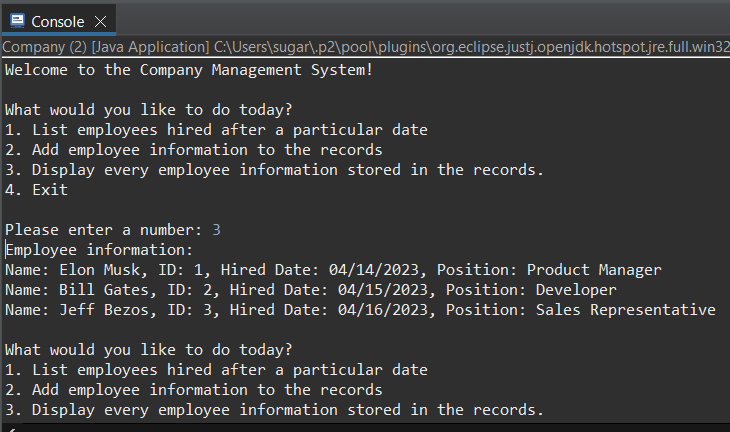 Console
Company (2) [Java Application] C:\Users\sugar\.p2\pool\plugins\org.eclipse.justj.openjdk.hotspot.jre.full.win32
Welcome to the Company Management System!
What would you like to do today?
1. List employees hired after a particular date
2. Add employee information to the records
3. Display every employee information stored in the records.
4. Exit
Please enter a number: 3
Employee information:
Name: Elon Musk, ID: 1, Hired Date: 04/14/2023, Position: Product Manager
Name: Bill Gates, ID: 2, Hired Date: 04/15/2023, Position: Developer
Name: Jeff Bezos, ID: 3, Hired Date: 04/16/2023, Position: Sales Representative
What would you like to do today?
1. List employees hired after a particular date
2. Add employee information to the records
3. Display every employee information stored in the records.